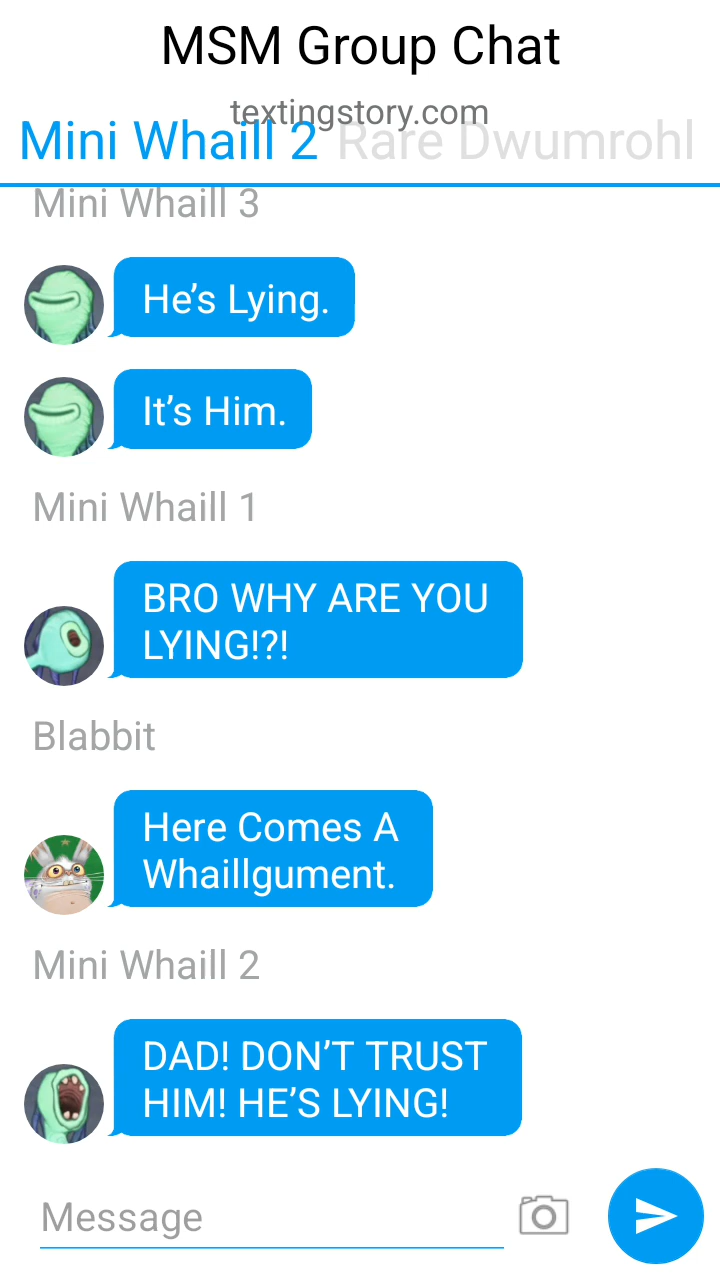 MSM Group Chat
textingstory.com
Mini Whaill 2 Rare Dwumrohl
Mini Whaill 3
He’s Lying.
It’s Him.
Mini Whaill 1
BRO WHY ARE YOU
LYING!?!
Blabbit
Here Comes A
Whaillgument.
Mini Whaill 2
DAD! DON’T TRUST
HIM! HE’S LYING!
Message